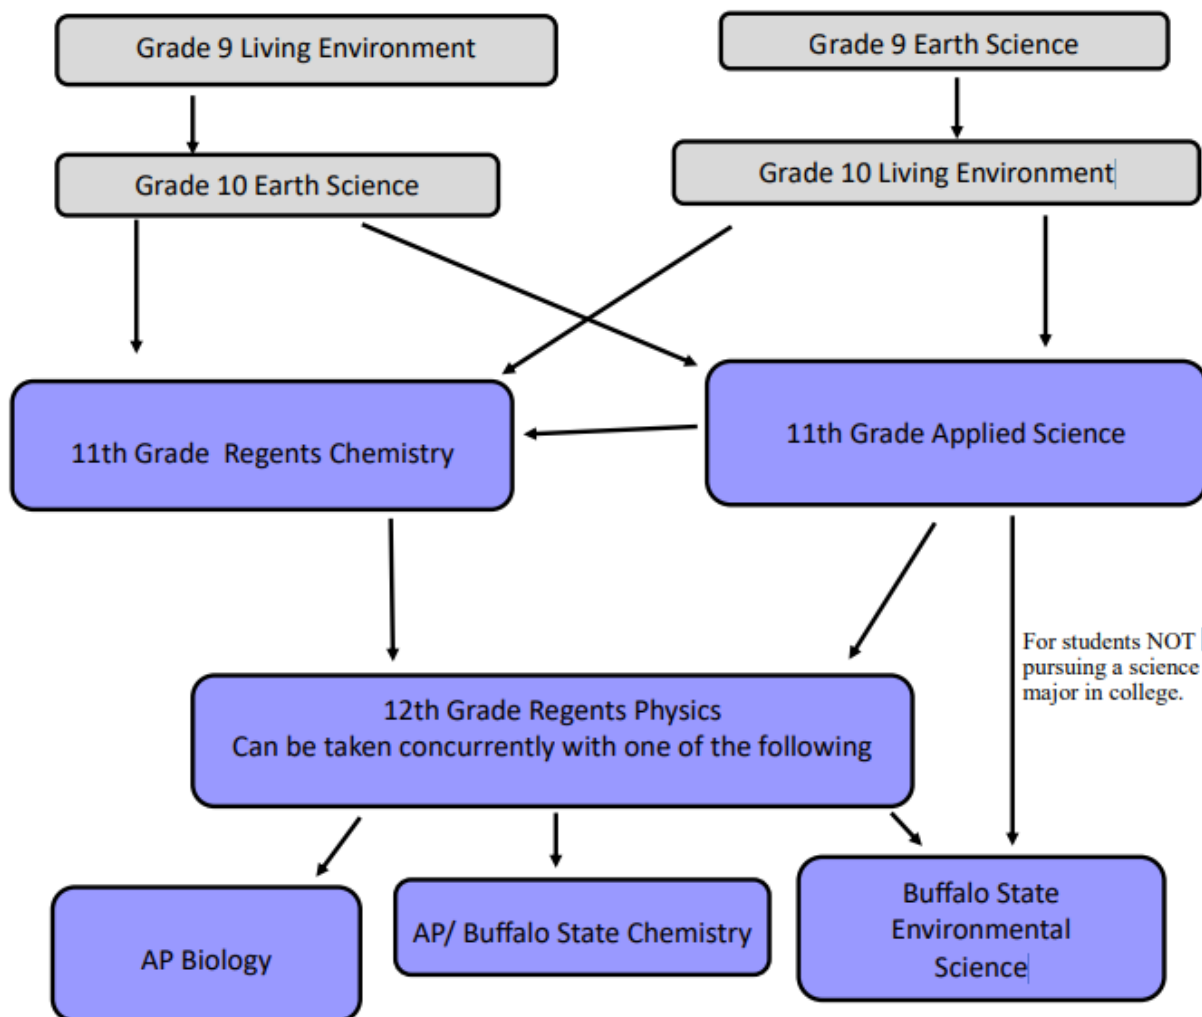 Grade 9 Living Environment
Grade 9 Earth Science
Grade 10 Earth Science
Grade 10 Living Environment
11th Grade  Regents Chemistry
11th Grade Applied Science
For students NOT
pursuing a science
major in college.
12th Grade Regents Physics
Can be taken concurrently with one of the following
AP Biology
AP/ Buffalo State Chemistry
Buffalo State
Environmental
Science